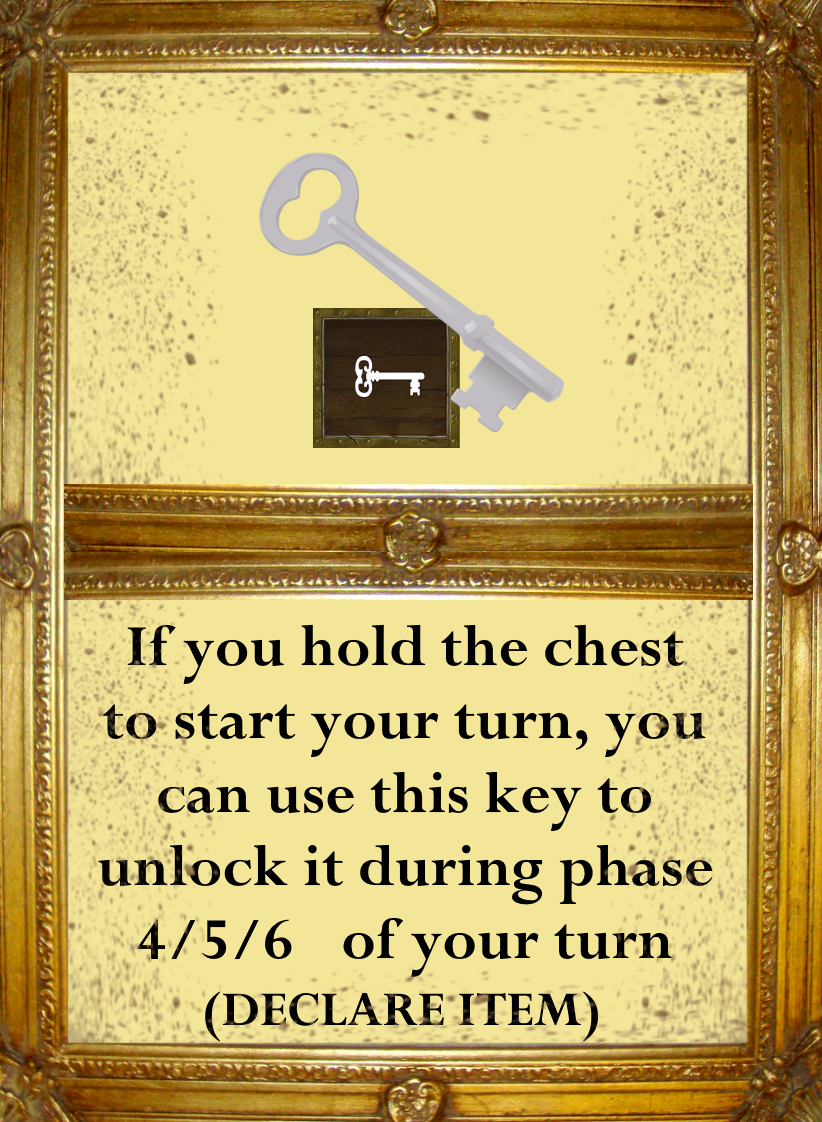 If you hold the chest
to start your turn, you
can use this key to
unlock it during phase
4/5/6 of your turn
(DECLARE ITEM)